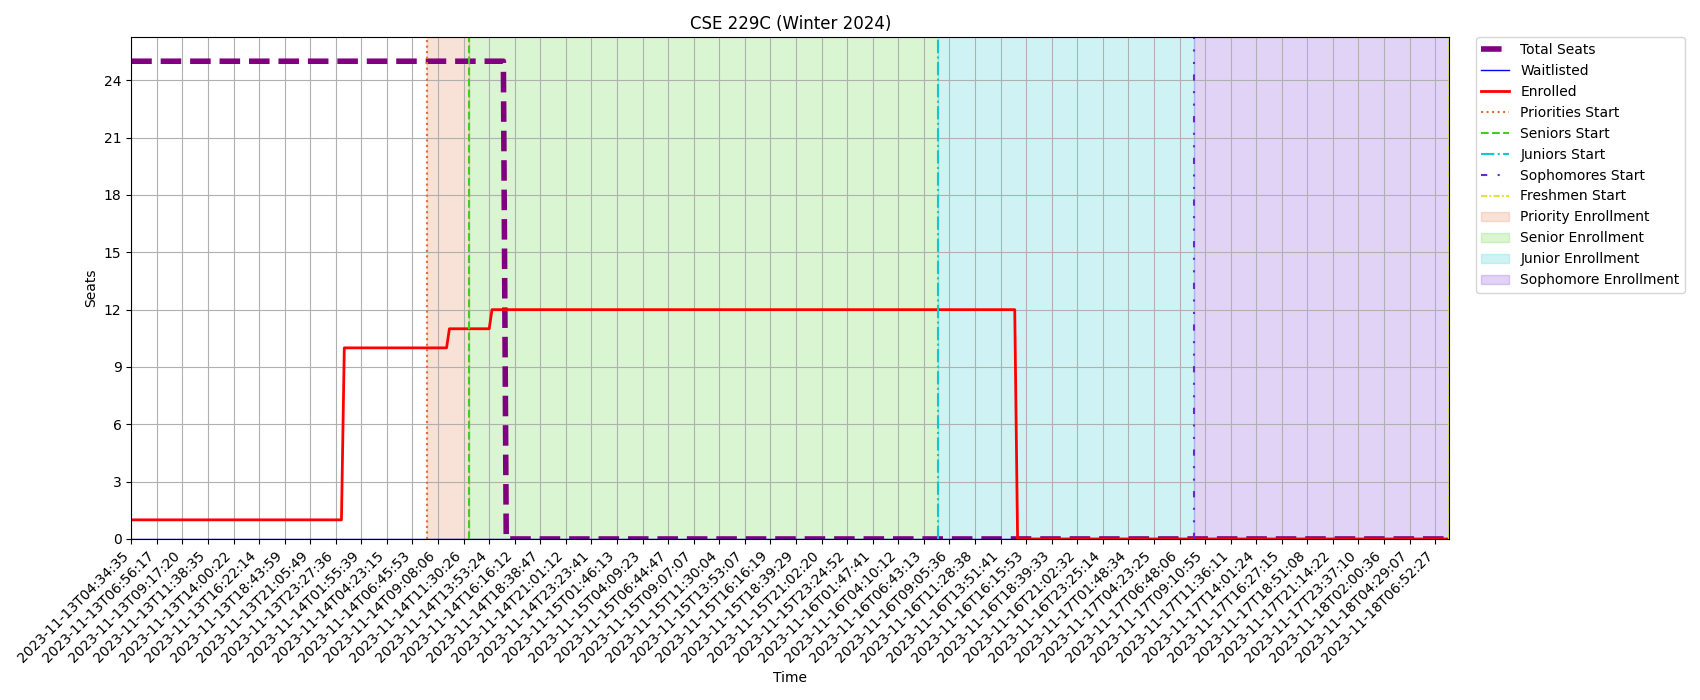 CSE 229C (Winter 2024)
Seats
24
21
18
15
12
9
6
3
0
2023-11-13T04:34:35
2023-11-13T06:56:17
2023-11-13T09:17:20
2023-11-13T11:38:35
2023-11-13T14:00:22
2023-11-13T16:22:14
2023-11-13T18:43:59
2023-11-13T21:05:49
2023-11-13T23:27:36
2023-11-14T01:55:39
2023-11-14T04:23:15
2023-11-14T06:45:53
2023-11-14T09:08:06
2023-11-14T11:30:26
2023-11-14T13:53:24
2023-11-14T16:16:12
2023-11-14T18:38:47
2023-11-14T21:01:12
2023-11-14T23:23:41
2023-11-15T01:46:13
2023-11-15T04:09:23
2023-11-15T06:44:47
2023-11-15T09:07:07
2023-11-15T11:30:04
2023-11-15T13:53:07
2023-11-15T16:16:19
2023-11-15T18:39:29
2023-11-15T21:02:20
2023-11-15T23:24:52
2023-11-16T01:47:41
2023-11-16T04:10:12
2023-11-16T06:43:13
2023-11-16T09:05:36
2023-11-16T11:28:38
2023-11-16T13:51:41
2023-11-16T16:15:53
2023-11-16T18:39:33
2023-11-16T21:02:32
2023-11-16T23:25:14
2023-11-17T01:48:34
2023-11-17T04:23:25
2023-11-17T06:48:06
2023-11-17T09:10:55
2023-11-17T11:36:11
2023-11-17T14:01:24
2023-11-17T16:27:15
2023-11-17T18:51:08
2023-11-17T21:14:22
2023-11-17T23:37:10
2023-11-18T02:00:36
2023-11-18T04:29:07
2023-11-18T06:52:27
Time
Total Seats
Waitlisted
Enrolled
Priorities Start
Seniors Start
Juniors Start
Sophomores Start
Freshmen Start
Priority Enrollment
Senior Enrollment
Junior Enrollment
Sophomore Enrollment